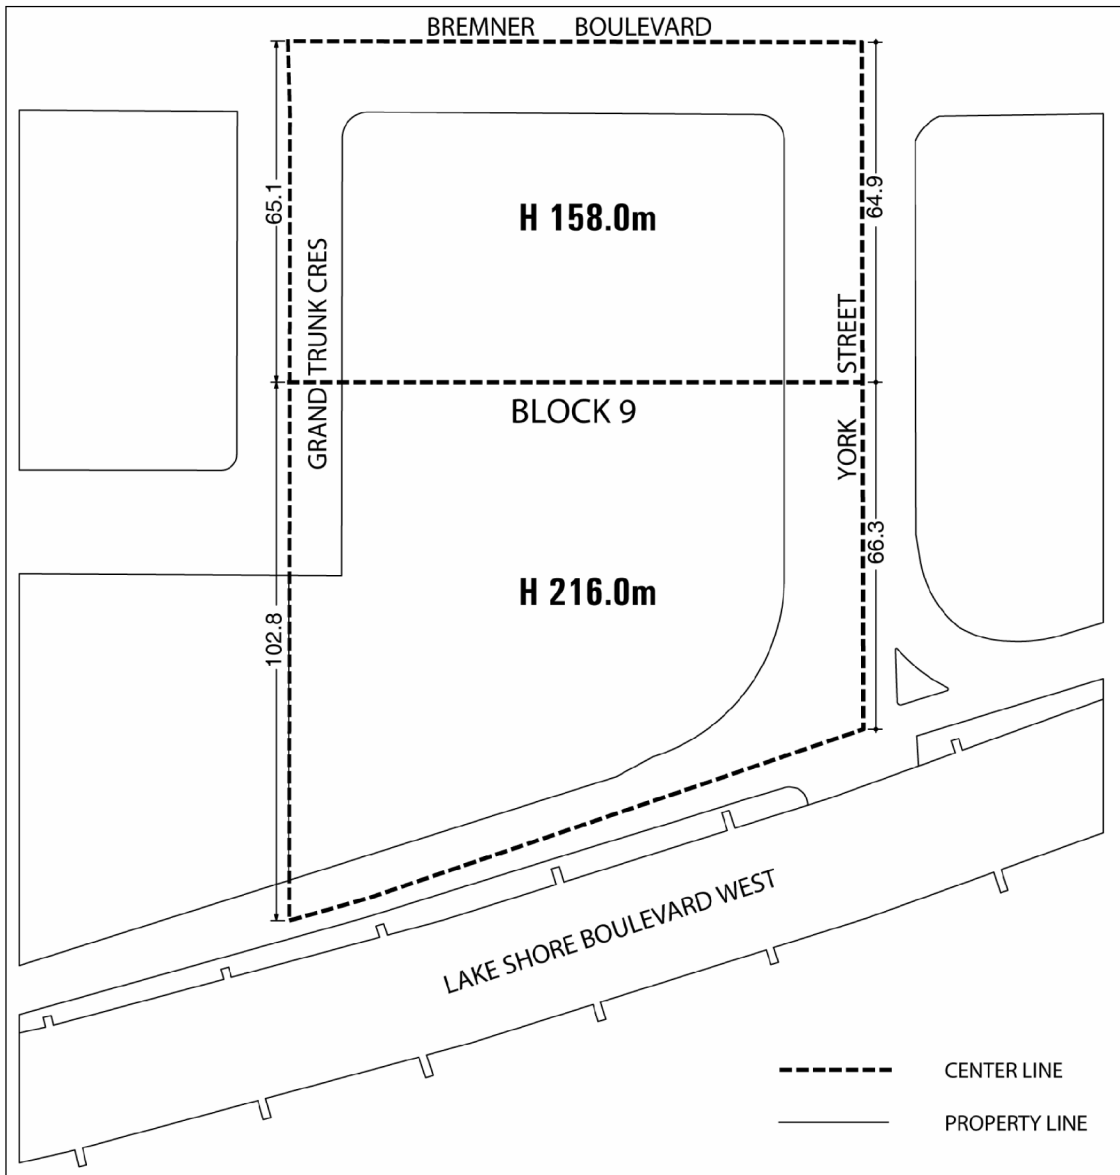 BREMNER BOULEVARD
65.1
64.9
H 158.0m
GRAND TRUNK CRES
YORK STREET
BLOCK 9
66.3
H 216.0m
102.8
LAKE SHORE BOULEVARD WEST
CENTER LINE
PROPERTY LINE